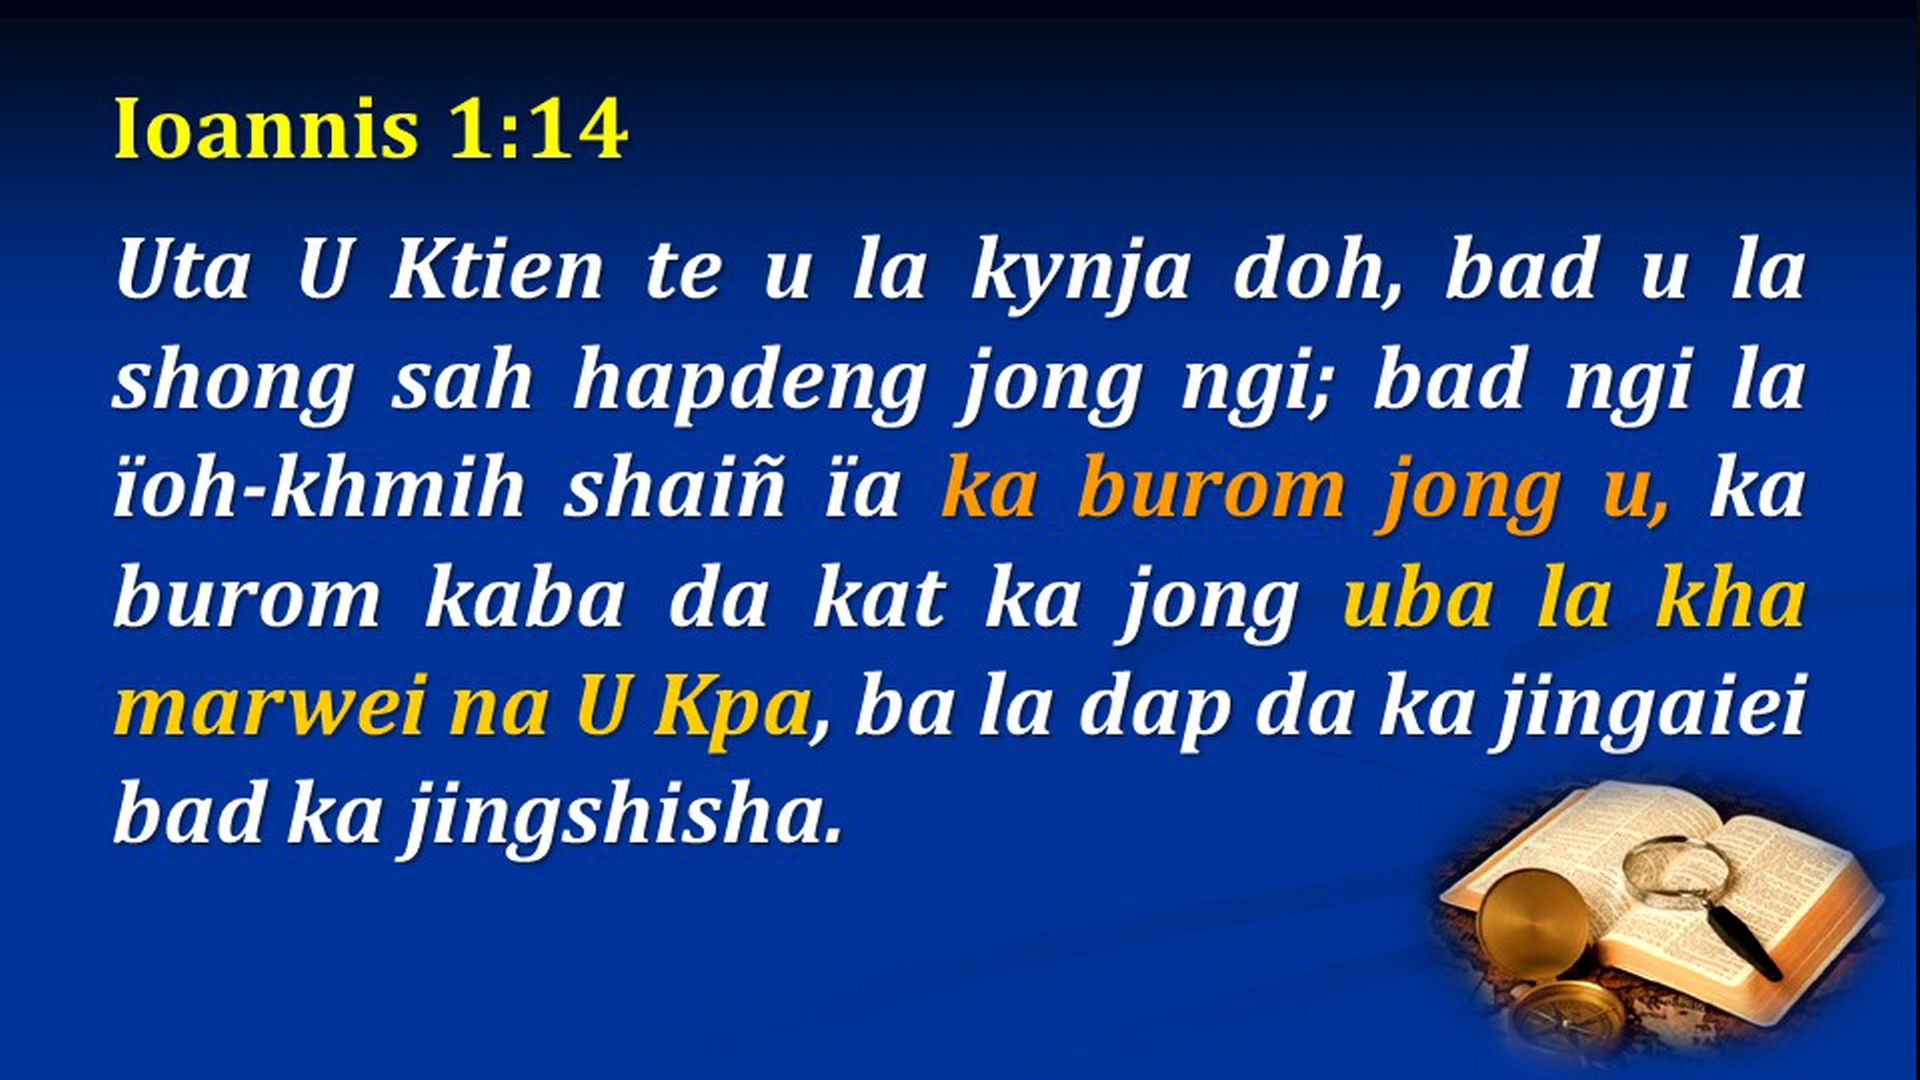 Ioannis 1:14
Uta U Ktien te u la kynja doh, bad u la
shong sah hapdeng jong ngi; bad ngi la
ïoh-khmih shaiñ ïa ka burom jong u, ka
burom kaba da kat ka jong uba la kha
marwei na U Kpa, ba la dap da ka jingaiei
bad ka jingshisha.